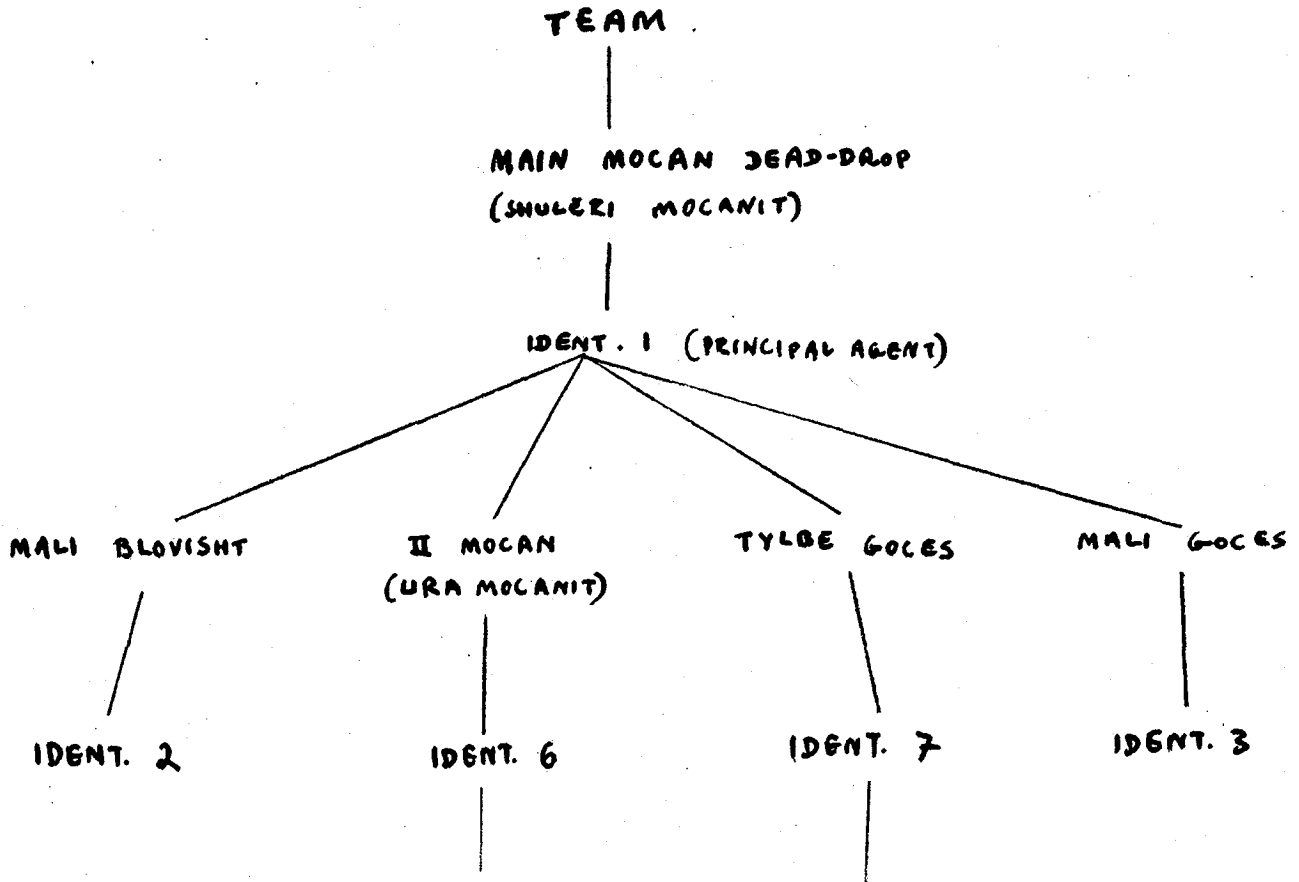 TEAM
MAIN MOCAN DEAD-DROP
(SHULERI MOCANIT)
IDENT. 1 (PRINCIPAL AGENT)
MALI BLOVISHT
II MOCAN
(URA MOCANIT)
TYLBE GOCES
MALI GOCES
IDENT. 2
IDENT. 6
IDENT. 7
IDENT. 3